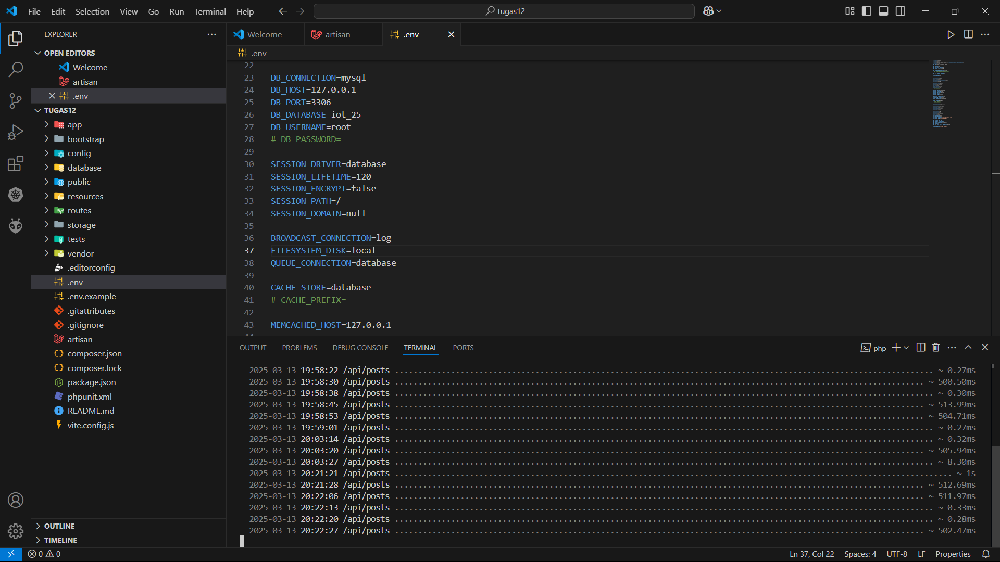 File Edit Selection View Go Run Terminal Help
tugas12
EXPLORER
OPEN EDITORS
Welcome
artisan
.env
TUGAS12
app
bootstrap
config
database
public
resources
routes
storage
tests
vendor
.editorconfig
.env
.env.example
.gitattributes
.gitignore
artisan
composer.json
composer.lock
package.json
phpunit.xml
README.md
vite.config.js
OUTLINE
TIMELINE
Welcome artisan .env
.env
22
23 DB_CONNECTION=mysql
24 DB_HOST=127.0.0.1
25 DB_PORT=3306
26 DB_DATABASE=iot_25
27 DB_USERNAME=root
28 # DB_PASSWORD=
29
30 SESSION_DRIVER=database
31 SESSION_LIFETIME=120
32 SESSION_ENCRYPT=false
33 SESSION_PATH=/
34 SESSION_DOMAIN=null
35
36 BROADCAST_CONNECTION=log
37 FILESYSTEM_DISK=local
38 QUEUE_CONNECTION=database
39
40 CACHE_STORE=database
41 # CACHE_PREFIX=
42
43 MEMCACHED_HOST=127.0.0.1
OUTPUT PROBLEMS DEBUG CONSOLE TERMINAL PORTS
php
2025-03-13 19:58:22 /api/posts ~ 0.27ms
2025-03-13 19:58:30 /api/posts ~ 500.50ms
2025-03-13 19:58:38 /api/posts ~ 0.30ms
2025-03-13 19:58:45 /api/posts ~ 513.99ms
2025-03-13 19:58:53 /api/posts ~ 504.71ms
2025-03-13 19:59:01 /api/posts ~ 0.27ms
2025-03-13 20:03:14 /api/posts ~ 0.32ms
2025-03-13 20:03:20 /api/posts ~ 505.94ms
2025-03-13 20:03:27 /api/posts ~ 8.30ms
2025-03-13 20:21:21 /api/posts ~ 1s
2025-03-13 20:21:28 /api/posts ~ 512.69ms
2025-03-13 20:22:06 /api/posts ~ 511.97ms
2025-03-13 20:22:13 /api/posts ~ 0.33ms
2025-03-13 20:22:20 /api/posts ~ 0.28ms
2025-03-13 20:22:27 /api/posts ~ 502.47ms
0 0
Ln 37, Col 22 Spaces: 4 UTF-8 LF Properties